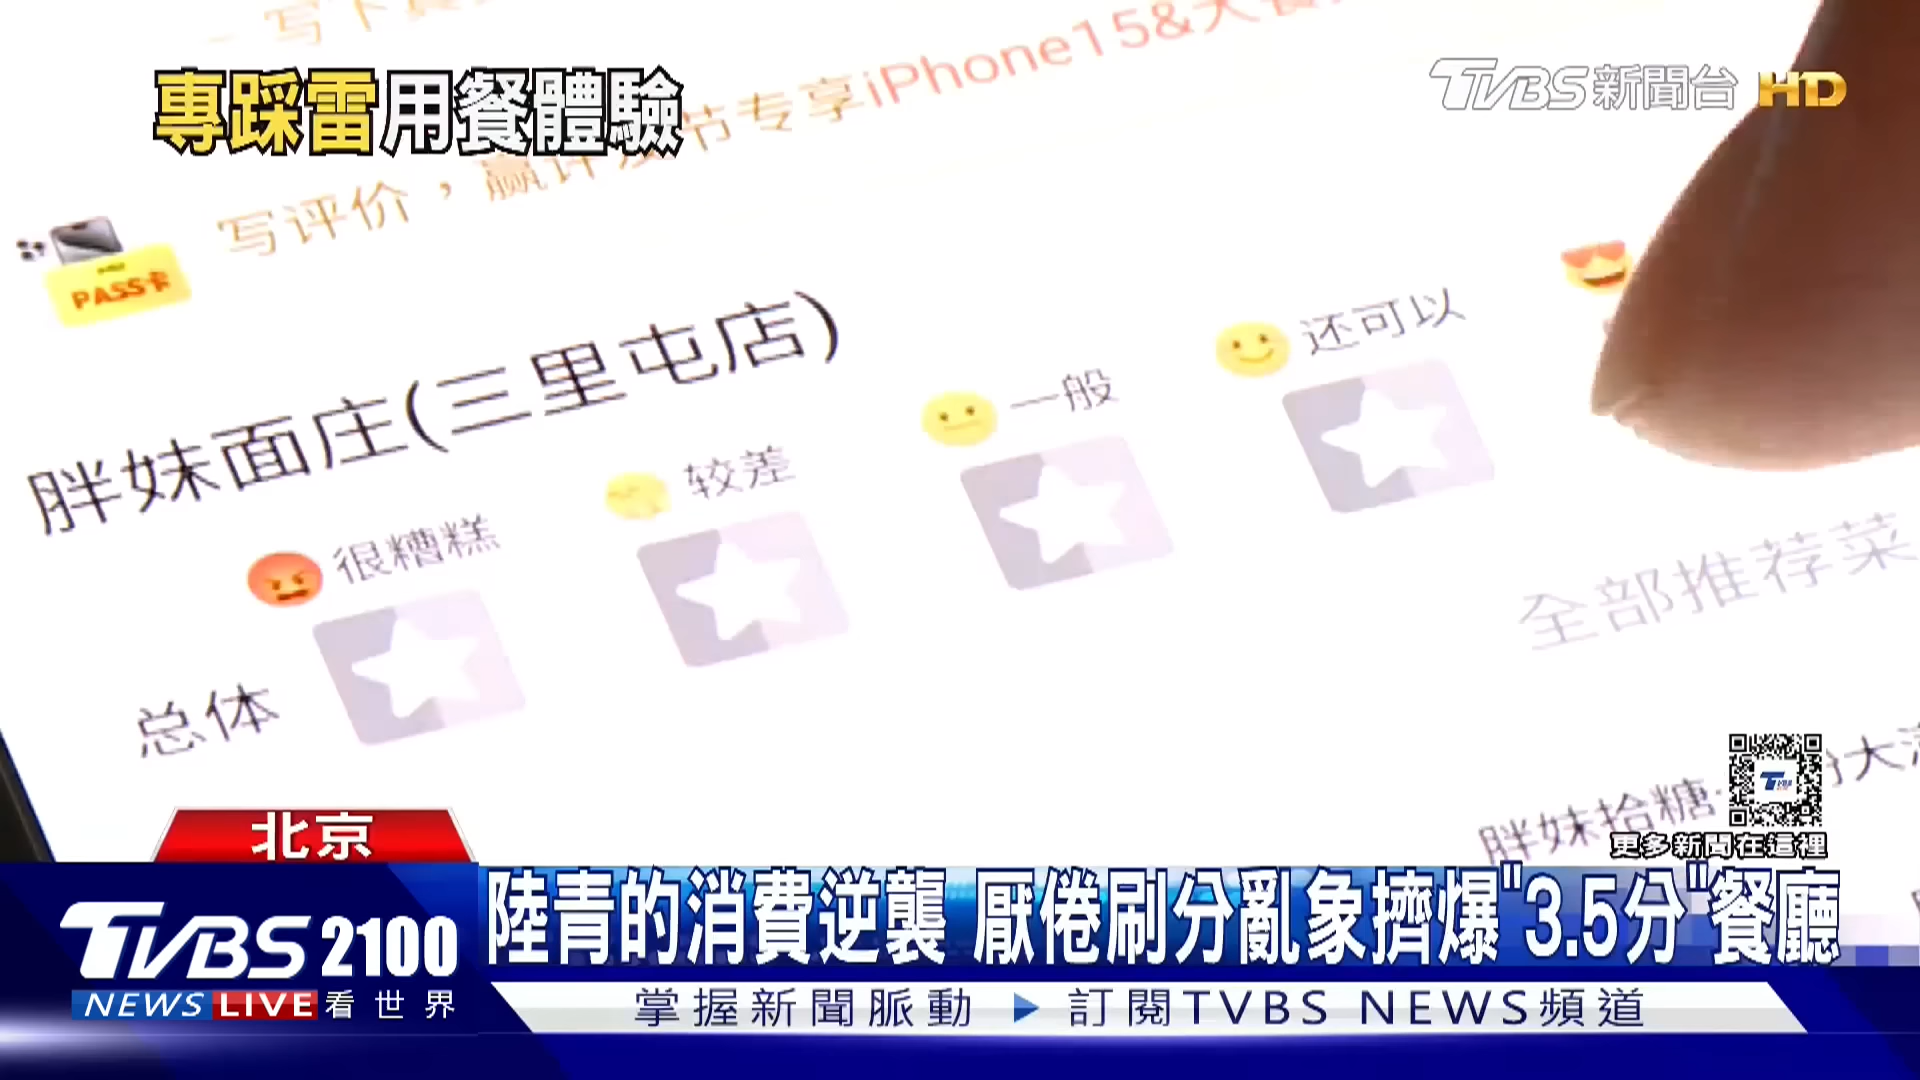 写评价，赢评发节专享iPhone15&大
專踩雷用餐體驗
TVBS新聞台 HD
PASS卡
胖妹面庄(三里屯店)
很糟糕
较差
一般
还可以
总体
全部推荐菜
胖妹拾糖
更多新聞在這裡
北京
陸青的消費逆襲 厭倦刷分亂象擠爆"3.5分"餐廳
TVBS 2100
NEWS LIVE 看世界
掌握新聞脈動 ▶ 訂閱TVBS NEWS頻道